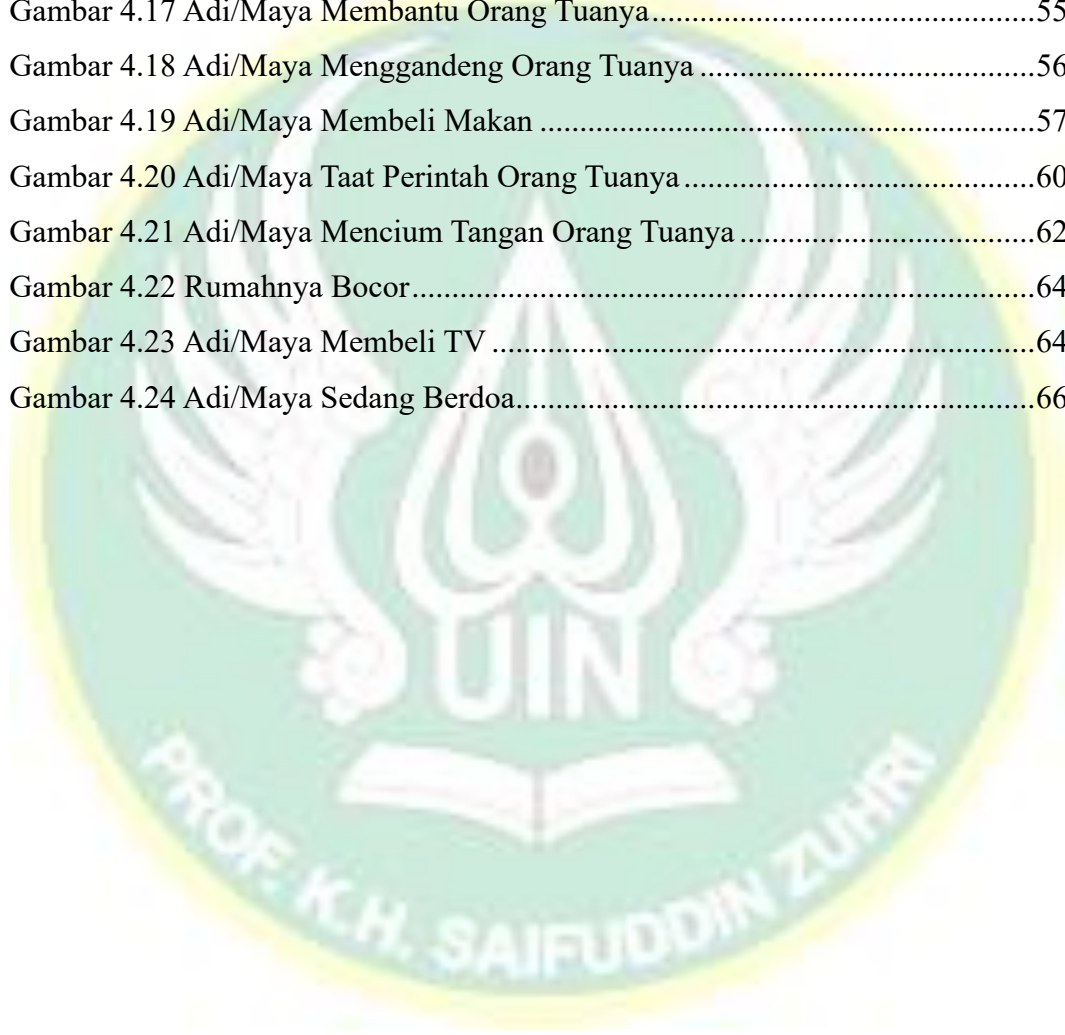 Gambar 4.17 Adi/Maya Membantu Orang Tuanya.....................................................55
Gambar 4.18 Adi/Maya Menggandeng Orang Tuanya ..............................................56
Gambar 4.19 Adi/Maya Membeli Makan ...................................................................57
Gambar 4.20 Adi/Maya Taat Perintah Orang Tuanya ................................................60
Gambar 4.21 Adi/Maya Mencium Tangan Orang Tuanya .........................................62
Gambar 4.22 Rumahnya Bocor...................................................................................64
Gambar 4.23 Adi/Maya Membeli TV .........................................................................64
Gambar 4.24 Adi/Maya Sedang Berdoa......................................................................66
UIN
PROF. K.H. SAIFUDDIN ZUHRI